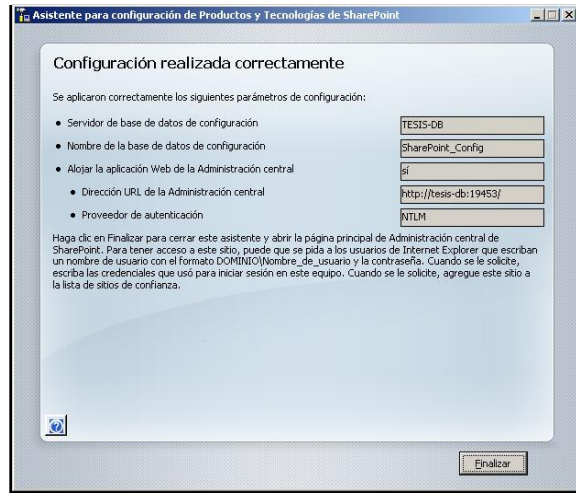 Asistente para configuración de Productos y Tecnologías de SharePoint
Configuración realizada correctamente
Se aplicaron correctamente los siguientes parámetros de configuración:
Servidor de base de datos de configuración
TESIS-DB
Nombre de la base de datos de configuración
SharePoint_Config
Alojar la aplicación Web de la Administración central
sí
Dirección URL de la Administración central
http://tesis-db:19453/
Proveedor de autenticación
NTLM
Haga clic en Finalizar para cerrar este asistente y abrir la página principal de Administración central de
SharePoint. Para tener acceso a este sitio, puede que se pida a los usuarios de Internet Explorer que escriban
un nombre de usuario con el formato DOMINIO\Nombre_de_usuario y la contraseña. Cuando se le solicite,
escriba las credenciales que usó para iniciar sesión en este equipo. Cuando se le solicite, agregue este sitio a
la lista de sitios de confianza.
Finalizar